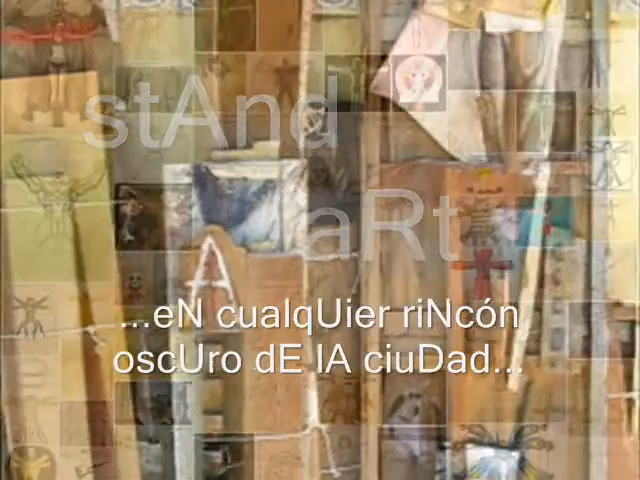 stAnd
aRt
A
...eN cualqUier riNcón
oscUro dE lA ciuDad...